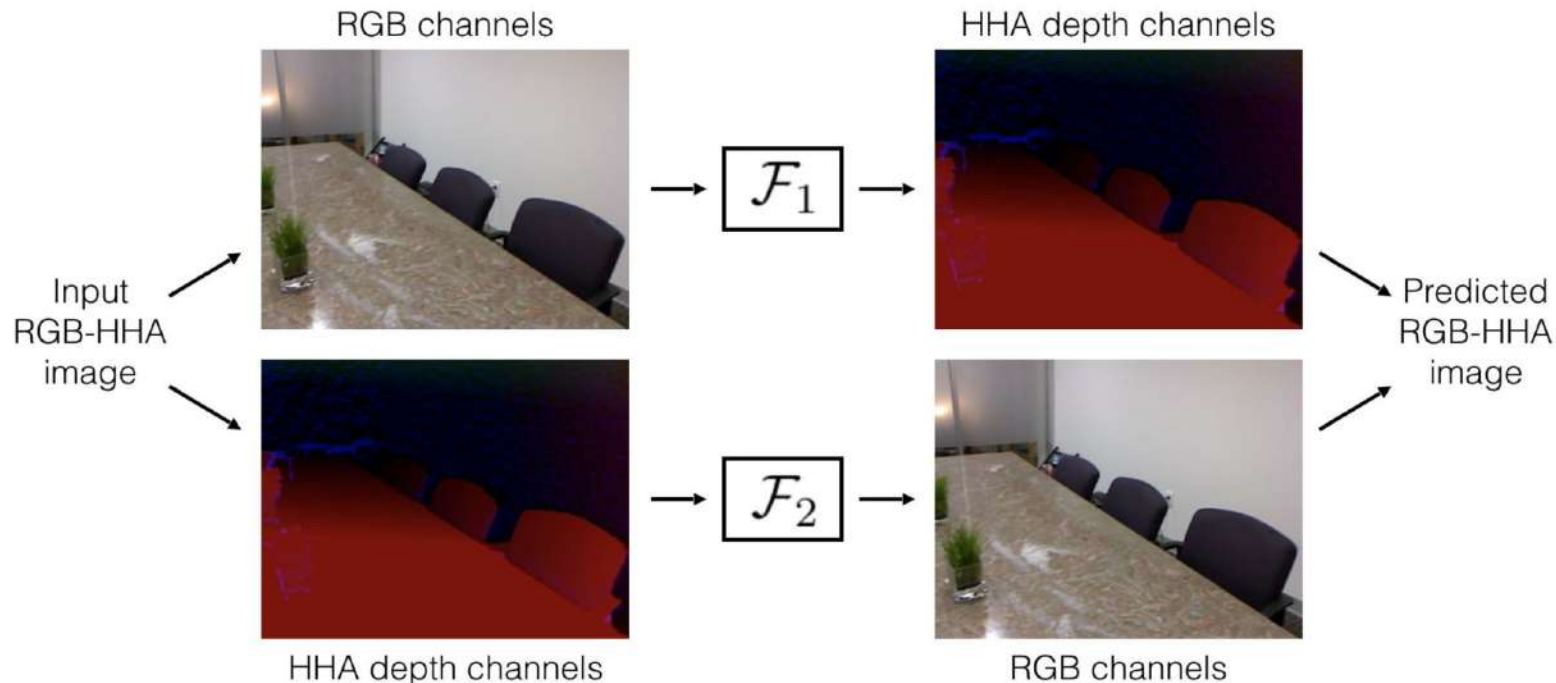 RGB channels
HHA depth channels
Input
RGB-HHA
image
ℱ₁
Predicted
RGB-HHA
image
ℱ₂
HHA depth channels
RGB channels